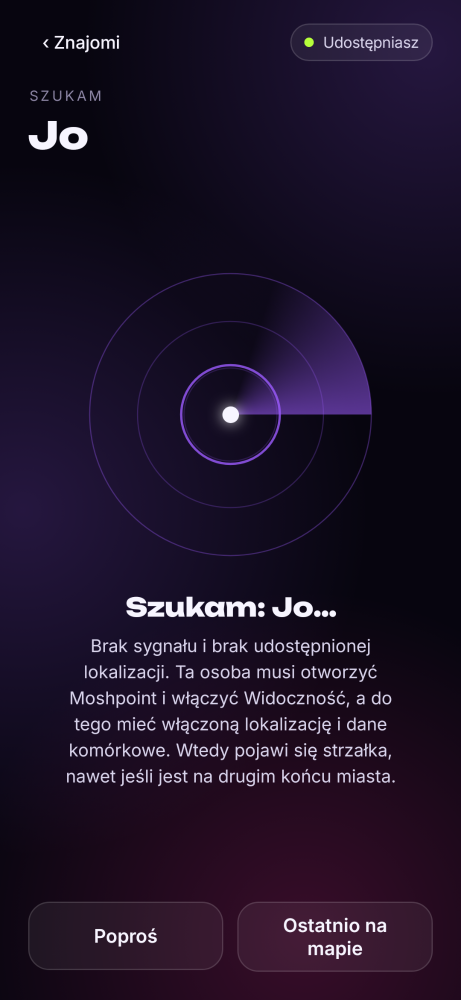 ‹ Znajomi
Udostępniasz
SZUKAM
Jo
Szukam: Jo...
Brak sygnału i brak udostępnionej
lokalizacji. Ta osoba musi otworzyć
Moshpoint i włączyć Widoczność, a do
tego mieć włączoną lokalizację i dane
komórkowe. Wtedy pojawi się strzałka,
nawet jeśli jest na drugim końcu miasta.
Poproś
Ostatnio na
mapie